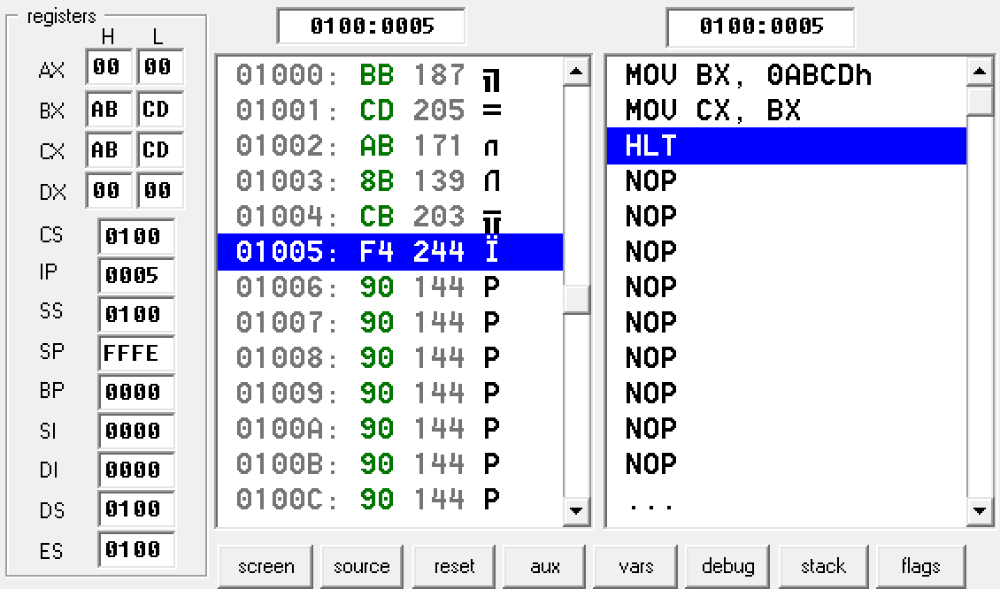 registers
H L
AX 00 00
BX AB CD
CX AB CD
DX 00 00
CS 0100
IP 0005
SS 0100
SP FFFE
BP 0000
SI 0000
DI 0000
DS 0100
ES 0100
0100:0005
01000: BB 187 ╗
01001: CD 205 =
01002: AB 171 л
01003: 8B 139 Л
01004: CB 203 ╦
01005: F4 244 Ï
01006: 90 144 Р
01007: 90 144 Р
01008: 90 144 Р
01009: 90 144 Р
0100A: 90 144 Р
0100B: 90 144 Р
0100C: 90 144 Р
0100:0005
MOV BX, 0ABCDh
MOV CX, BX
HLT
NOP
NOP
NOP
NOP
NOP
NOP
NOP
NOP
NOP
...
screen source reset aux vars debug stack flags